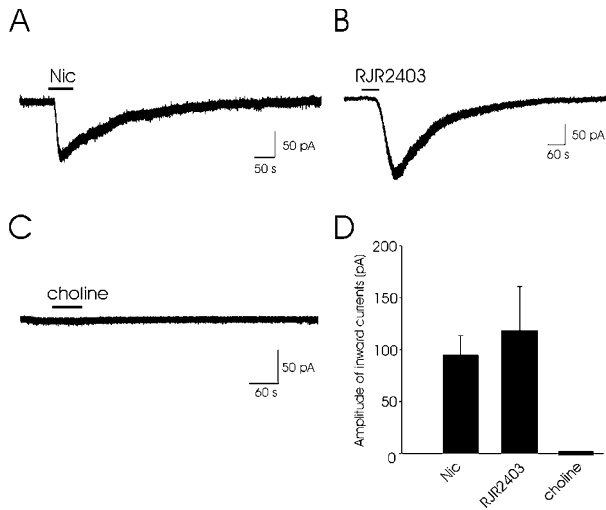 A
Nic
50 pA
50 s
B
RJR2403
50 pA
60 s
C
choline
50 pA
60 s
D
Amplitude of inward currents (pA)
200
150
100
50
0
Nic
RJR2403
choline